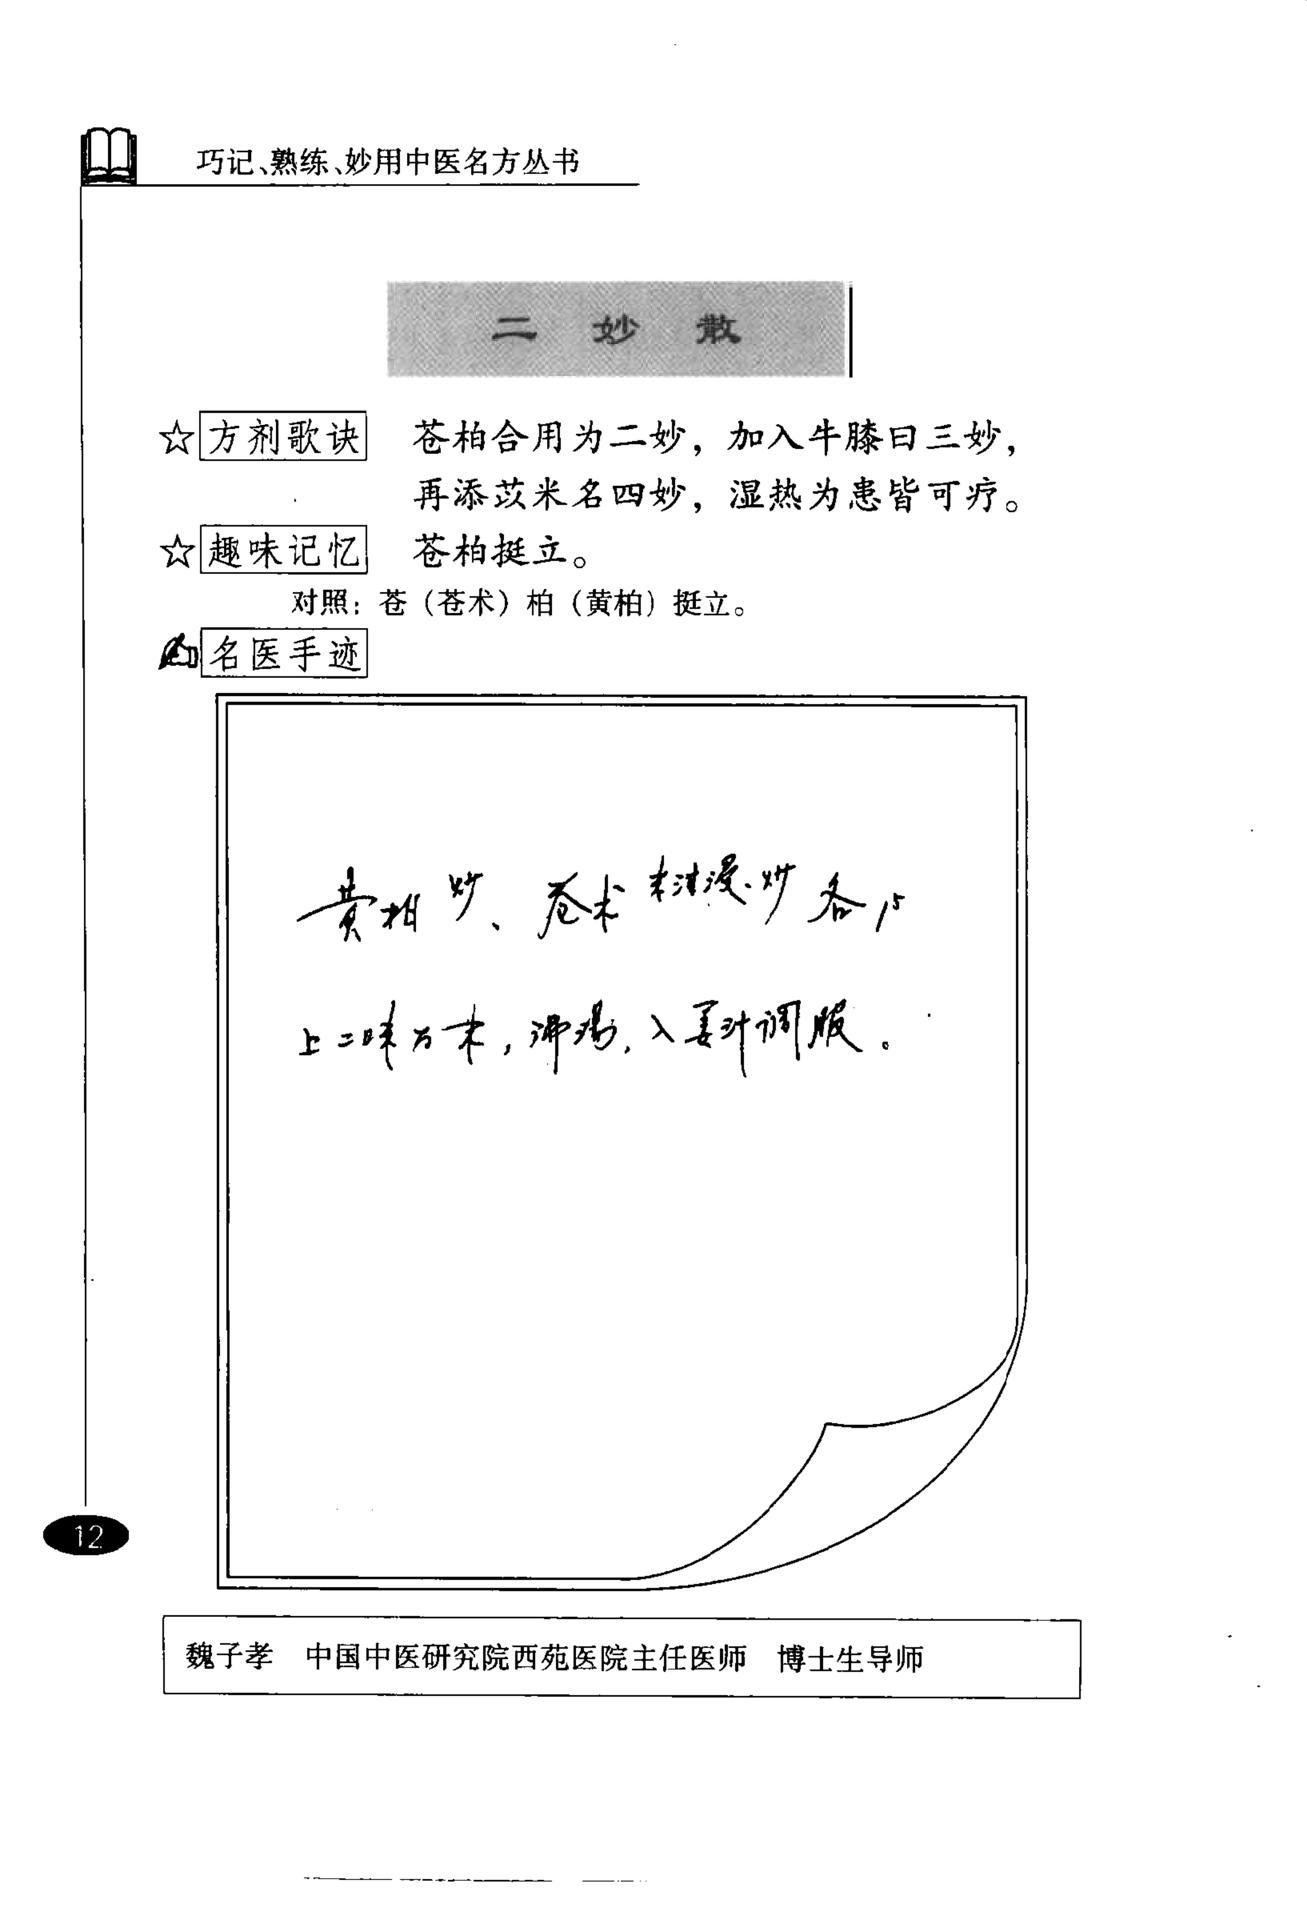 巧记、熟练、妙用中医名方丛书
二妙散
☆方剂歌诀 苍柏合用为二妙，加入牛膝曰三妙，
再添苡米名四妙，湿热为患皆可疗。
☆趣味记忆 苍柏挺立。
对照：苍（苍术）柏（黄柏）挺立。
名医手迹
黄柏炒、苍术米泔浸.炒各15
上二味为末，沸汤，入姜汁调服。
12
魏子孝 中国中医研究院西苑医院主任医师 博士生导师